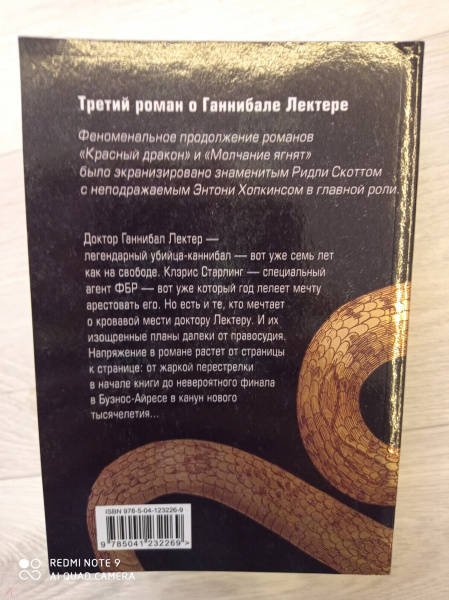 Третий роман о Ганнибале Лектере
Феноменальное продолжение романов
«Красный дракон» и «Молчание ягнят»
было экранизировано знаменитым Ридли Скоттом
с неподражаемым Энтони Хопкинсом в главной роли.
Доктор Ганнибал Лектер —
легендарный убийца-каннибал — вот уже семь лет
как на свободе. Клэрис Старлинг — специальный
агент ФБР — вот уже который год лелеет мечту
арестовать его. Но есть и те, кто мечтает
о кровавой мести доктору Лектеру. И их
изощренные планы далеки от правосудия.
Напряжение в романе растет от страницы
к странице: от жаркой перестрелки
в начале книги до невероятного финала
в Буэнос-Айресе в канун нового
тысячелетия...
ISBN 978-5-04-123226-9
9 785041 232269 >
REDMI NOTE 9
AI QUAD CAMERA